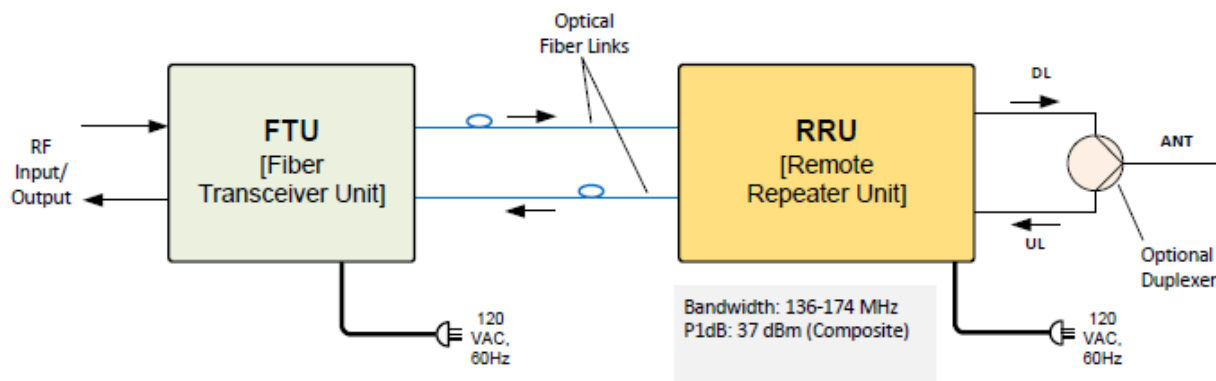 Optical
Fiber Links
RF
Input/
Output
FTU
[Fiber
Transceiver Unit]
RRU
[Remote
Repeater Unit]
DL
ANT
UL
Optional
Duplexer
Bandwidth: 136-174 MHz
P1dB: 37 dBm (Composite)
120
VAC,
60Hz
120
VAC,
60Hz